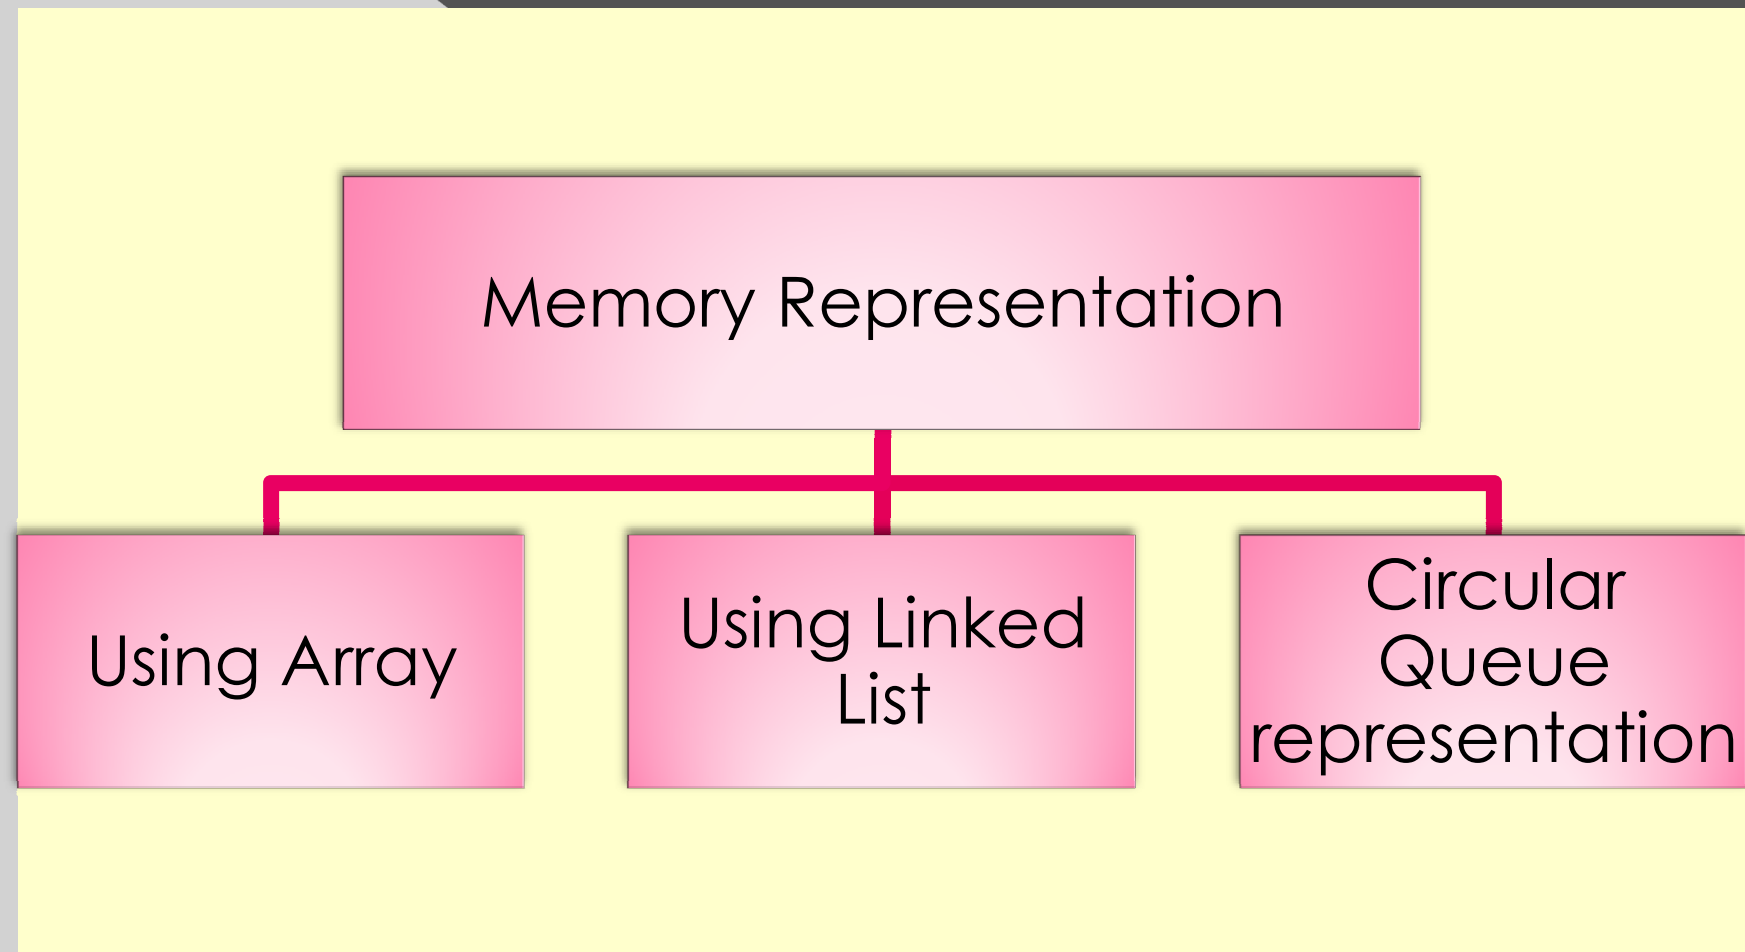 Memory Representation
Using Array
Using Linked
List
Circular
Queue
representation